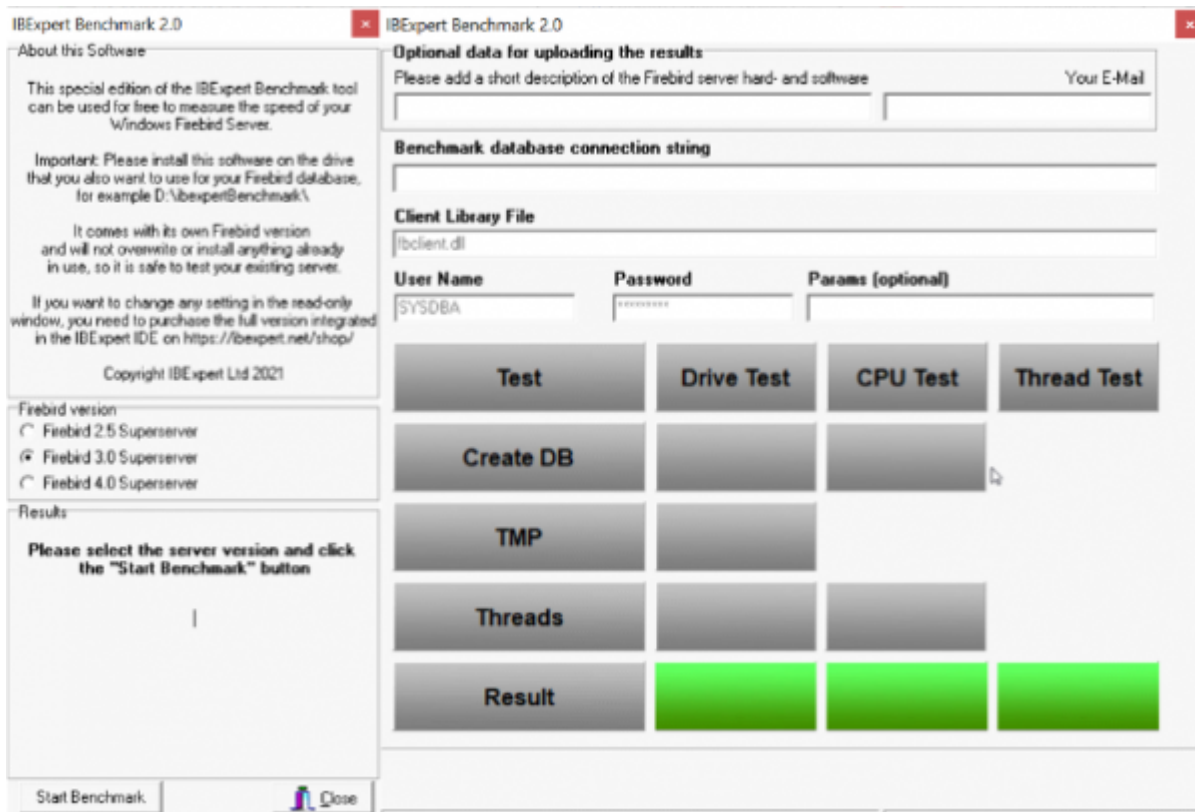 IBExpert Benchmark 2.0
About this Software
This special edition of the IBExpert Benchmark tool
can be used for free to measure the speed of your
Windows Firebird Server.
Important: Please install this software on the drive
that you also want to use for your Firebird database,
for example D:\ibexpertBenchmark\
It comes with its own Firebird version
and will not overwrite or install anything already
in use, so it is safe to test your existing server.
If you want to change any setting in the read-only
window, you need to purchase the full version integrated
in the IBExpert IDE on https://ibexpert.net/shop/
Copyright IBExpert Ltd 2021
Firebird version
Firebird 2.5 Superserver
Firebird 3.0 Superserver
Firebird 4.0 Superserver
Results
Please select the server version and click
the "Start Benchmark" button
Start Benchmark
Close
IBExpert Benchmark 2.0
Optional data for uploading the results
Please add a short description of the Firebird server hard- and software
Your E-Mail
Benchmark database connection string
Client Library File
fbclient.dll
User Name Password Params (optional)
SYSDBA *********
Test Drive Test CPU Test Thread Test
Create DB
TMP
Threads
Result